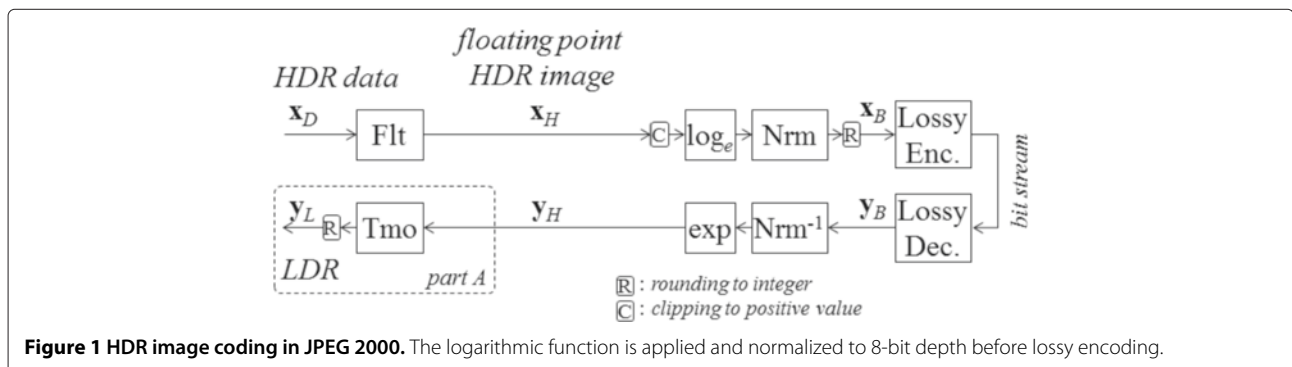 floating point
HDR data HDR image
x_D x_H x_B
Flt C log_e Nrm R Lossy Enc.
bit stream
y_L y_H y_B
R Tmo exp Nrm⁻¹ Lossy Dec.
LDR part A
R : rounding to integer
C : clipping to positive value
Figure 1 HDR image coding in JPEG 2000. The logarithmic function is applied and normalized to 8-bit depth before lossy encoding.